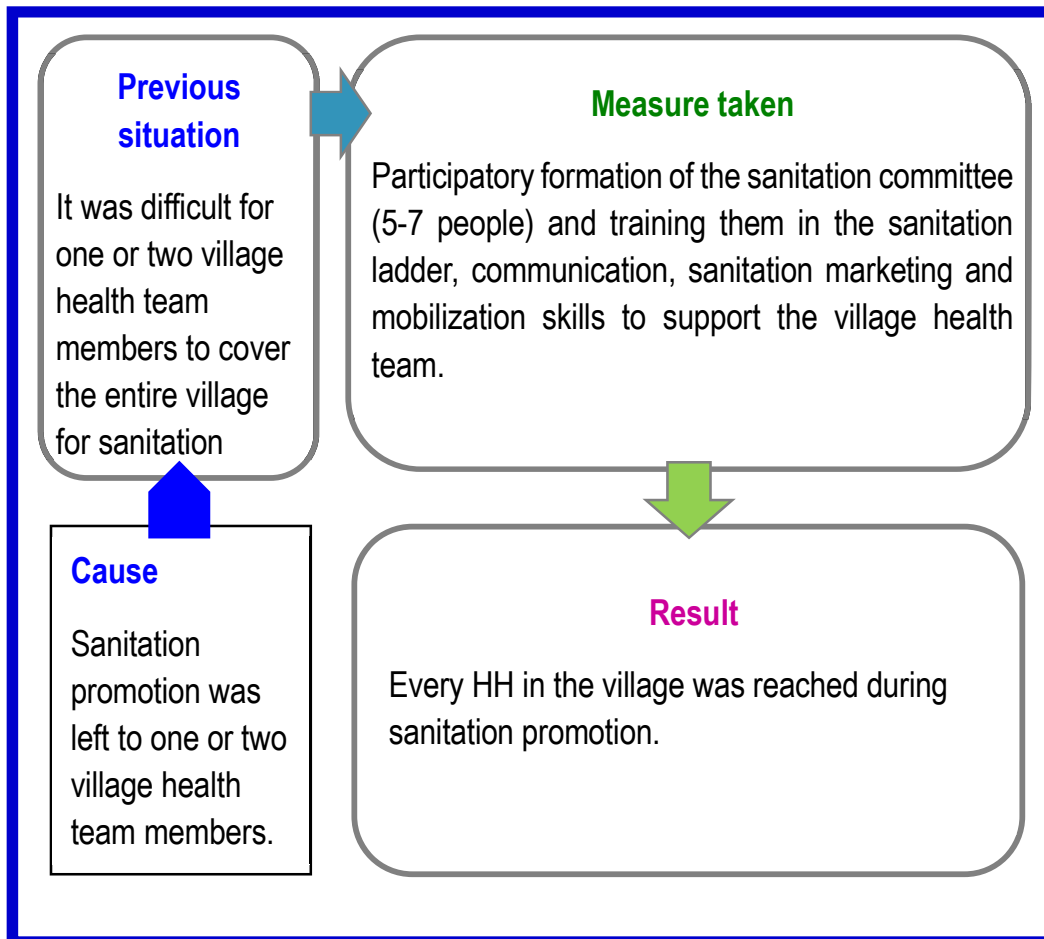 Previous
situation
It was difficult for
one or two village
health team
members to cover
the entire village
for sanitation
Measure taken
Participatory formation of the sanitation committee
(5-7 people) and training them in the sanitation
ladder, communication, sanitation marketing and
mobilization skills to support the village health
team.
Cause
Sanitation
promotion was
left to one or two
village health
team members.
Result
Every HH in the village was reached during
sanitation promotion.